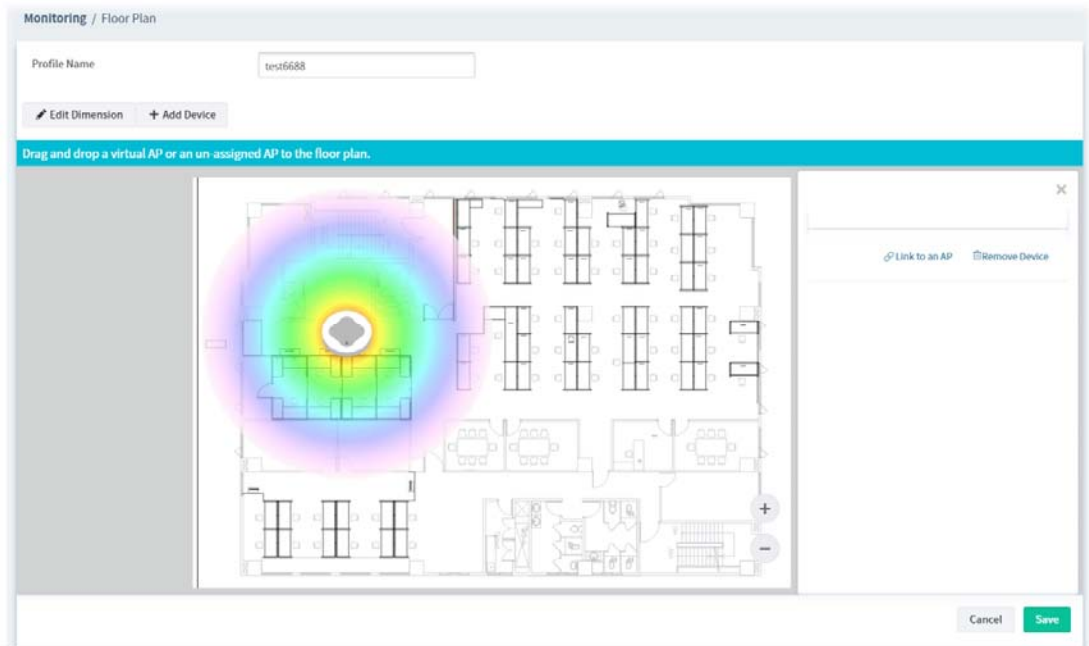 Monitoring / Floor Plan
Profile Name
test6688
Edit Dimension
+ Add Device
Drag and drop a virtual AP or an un-assigned AP to the floor plan.
×
Link to an AP
Remove Device
+
−
Cancel
Save